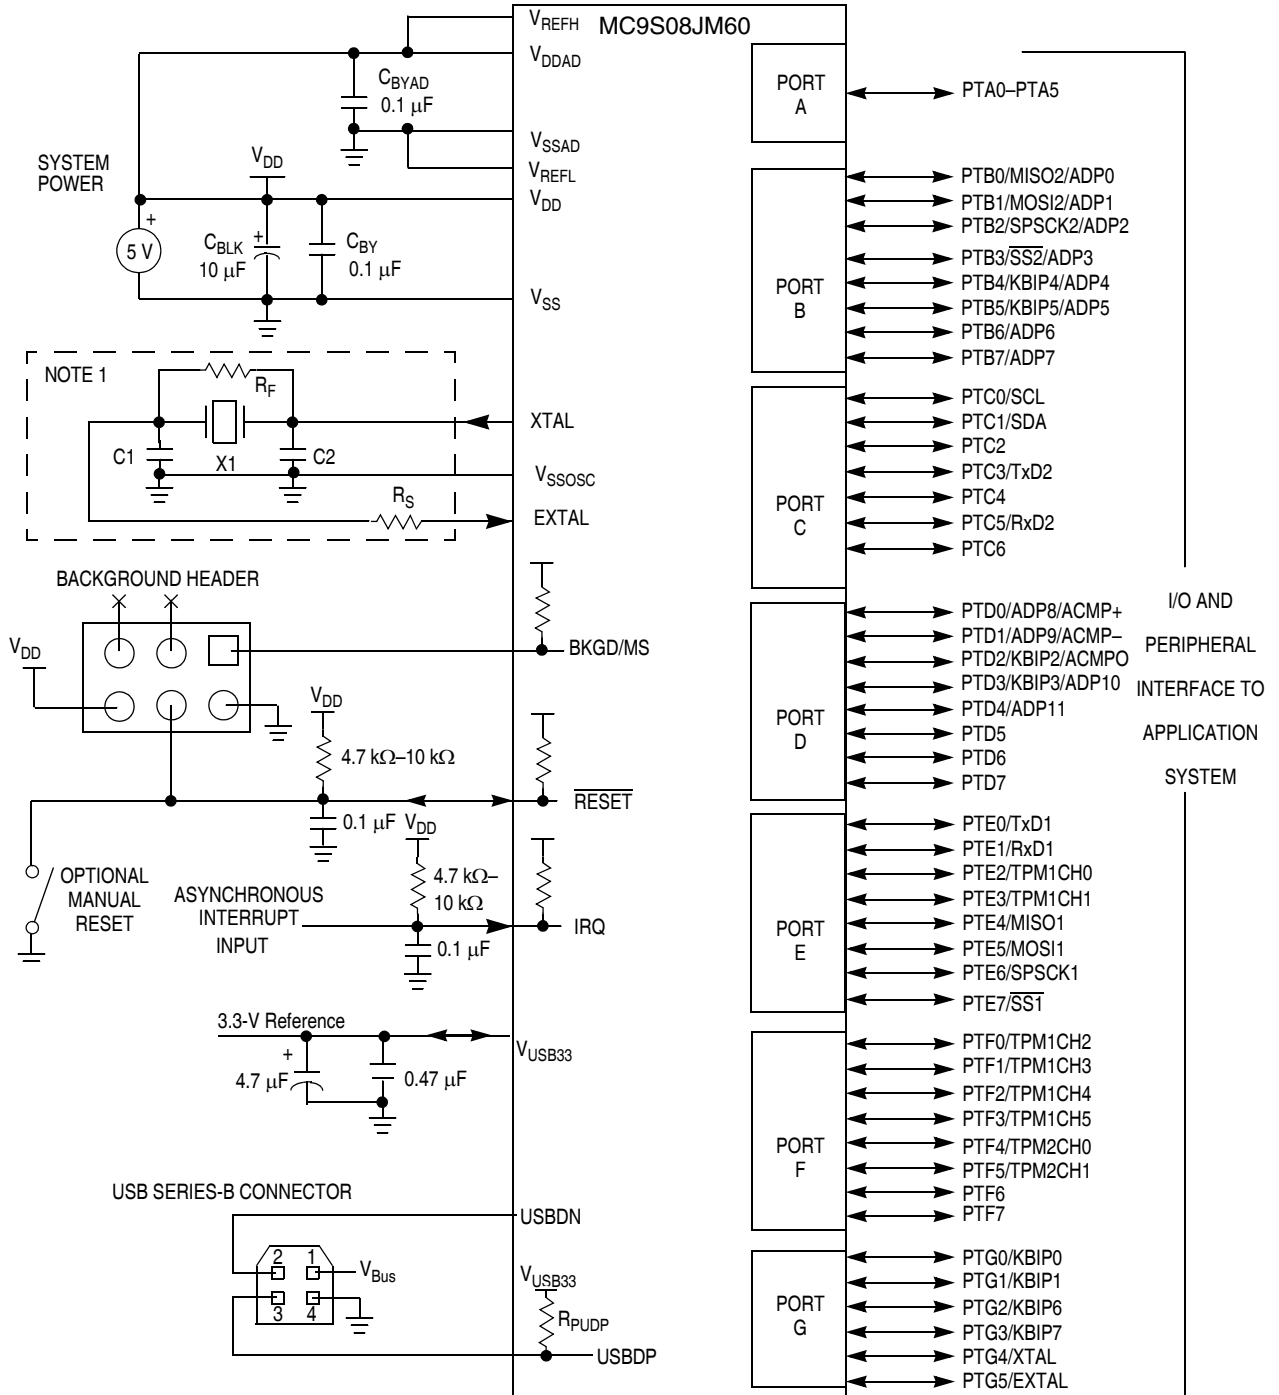 MC9S08JM60
VREFH
VDDAD
CBYAD
0.1 μF
VSSAD
VREFL
SYSTEM
POWER
VDD
VDD
+
5 V
CBLK
+
10 μF
CBY
0.1 μF
VSS
NOTE 1
RF
XTAL
C1
X1
C2
VSSOSC
RS
EXTAL
BACKGROUND HEADER
VDD
BKGD/MS
VDD
4.7 kΩ–10 kΩ
RESET
0.1 μF
VDD
OPTIONAL
MANUAL
RESET
4.7 kΩ–
10 kΩ
ASYNCHRONOUS
INTERRUPT
INPUT
IRQ
0.1 μF
3.3-V Reference
VUSB33
+
4.7 μF
0.47 μF
USB SERIES-B CONNECTOR
USBDN
2 1
VBus
3 4
VUSB33
RPUDP
USBDP
PORT
A
PTA0–PTA5
PORT
B
PTB0/MISO2/ADP0
PTB1/MOSI2/ADP1
PTB2/SPSCK2/ADP2
PTB3/SS2/ADP3
PTB4/KBIP4/ADP4
PTB5/KBIP5/ADP5
PTB6/ADP6
PTB7/ADP7
PORT
C
PTC0/SCL
PTC1/SDA
PTC2
PTC3/TxD2
PTC4
PTC5/RxD2
PTC6
PORT
D
PTD0/ADP8/ACMP+
PTD1/ADP9/ACMP–
PTD2/KBIP2/ACMPO
PTD3/KBIP3/ADP10
PTD4/ADP11
PTD5
PTD6
PTD7
PORT
E
PTE0/TxD1
PTE1/RxD1
PTE2/TPM1CH0
PTE3/TPM1CH1
PTE4/MISO1
PTE5/MOSI1
PTE6/SPSCK1
PTE7/SS1
PORT
F
PTF0/TPM1CH2
PTF1/TPM1CH3
PTF2/TPM1CH4
PTF3/TPM1CH5
PTF4/TPM2CH0
PTF5/TPM2CH1
PTF6
PTF7
PORT
G
PTG0/KBIP0
PTG1/KBIP1
PTG2/KBIP6
PTG3/KBIP7
PTG4/XTAL
PTG5/EXTAL
I/O AND
PERIPHERAL
INTERFACE TO
APPLICATION
SYSTEM